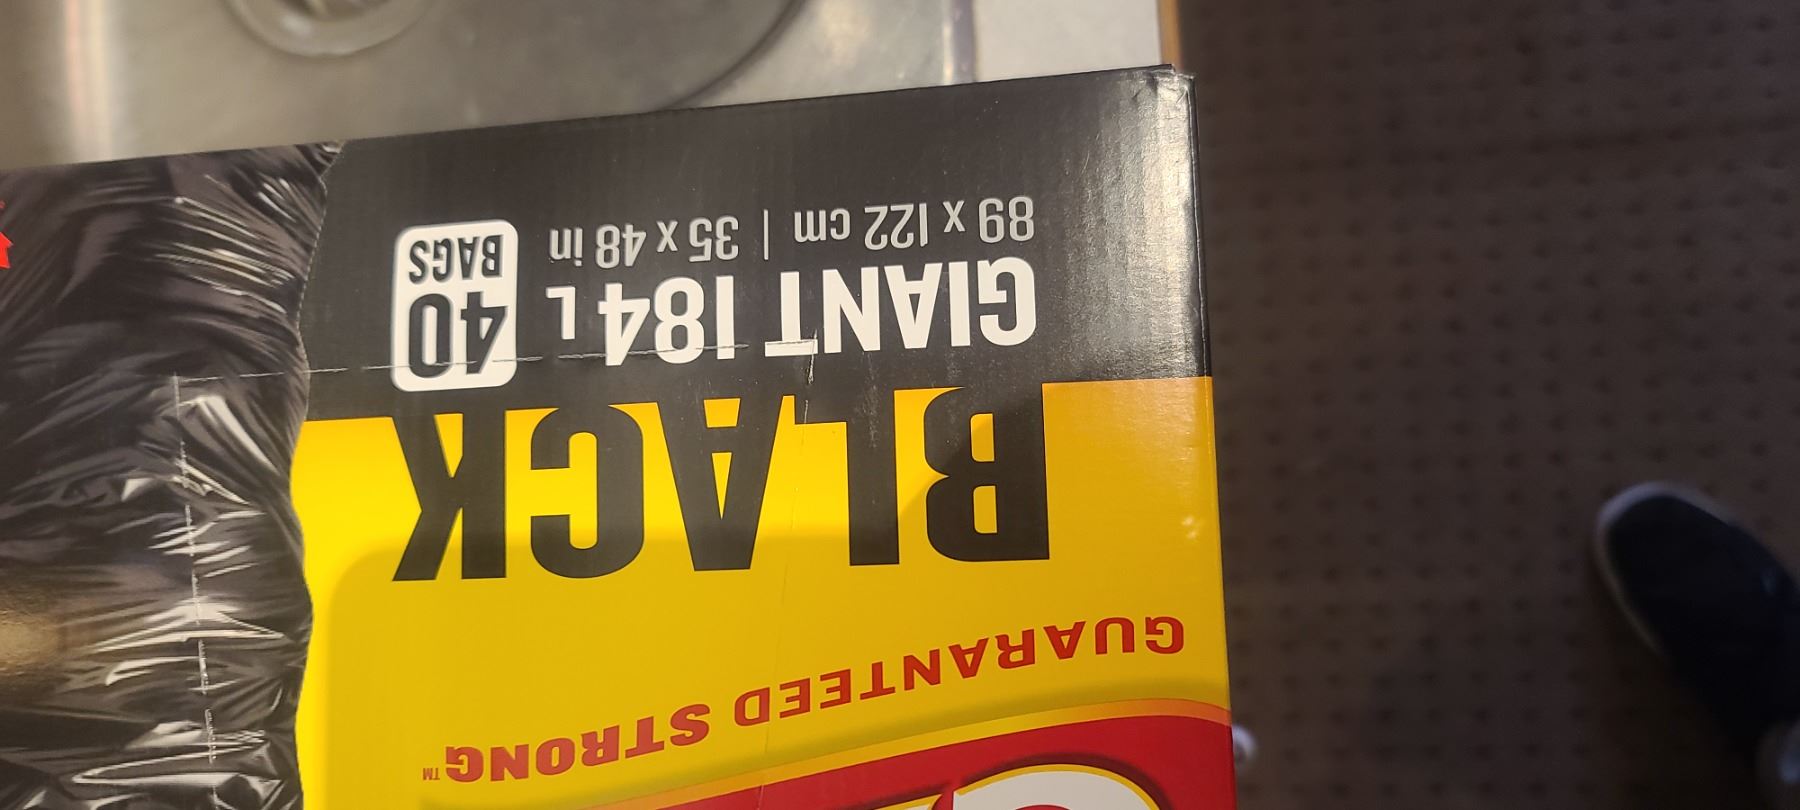 GUARANTEED STRONG™
BLACK
GIANT 184 L
89 x 122 cm | 35 x 48 in
40
BAGS